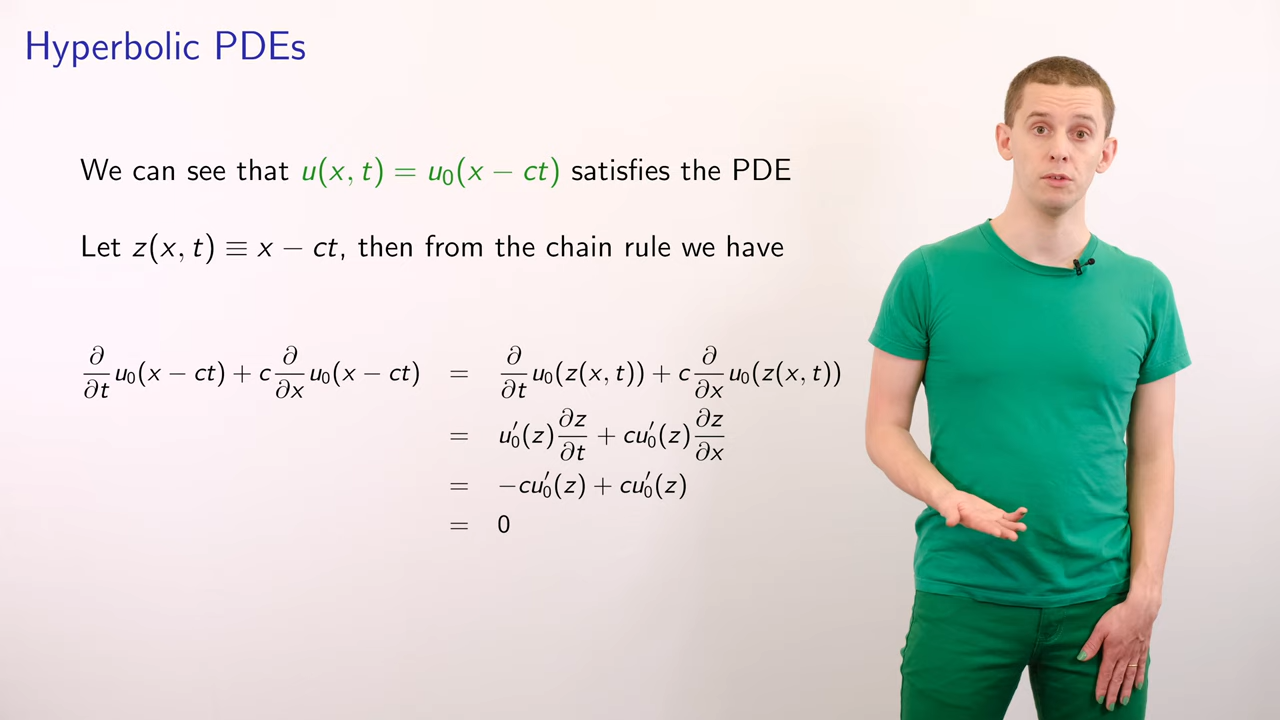 Hyperbolic PDEs
We can see that u(x, t) = u₀(x − ct) satisfies the PDE
Let z(x, t) ≡ x − ct, then from the chain rule we have
∂/∂t u₀(x − ct) + c ∂/∂x u₀(x − ct) = ∂/∂t u₀(z(x, t)) + c ∂/∂x u₀(z(x, t))
= u₀′(z) ∂z/∂t + cu₀′(z) ∂z/∂x
= −cu₀′(z) + cu₀′(z)
= 0